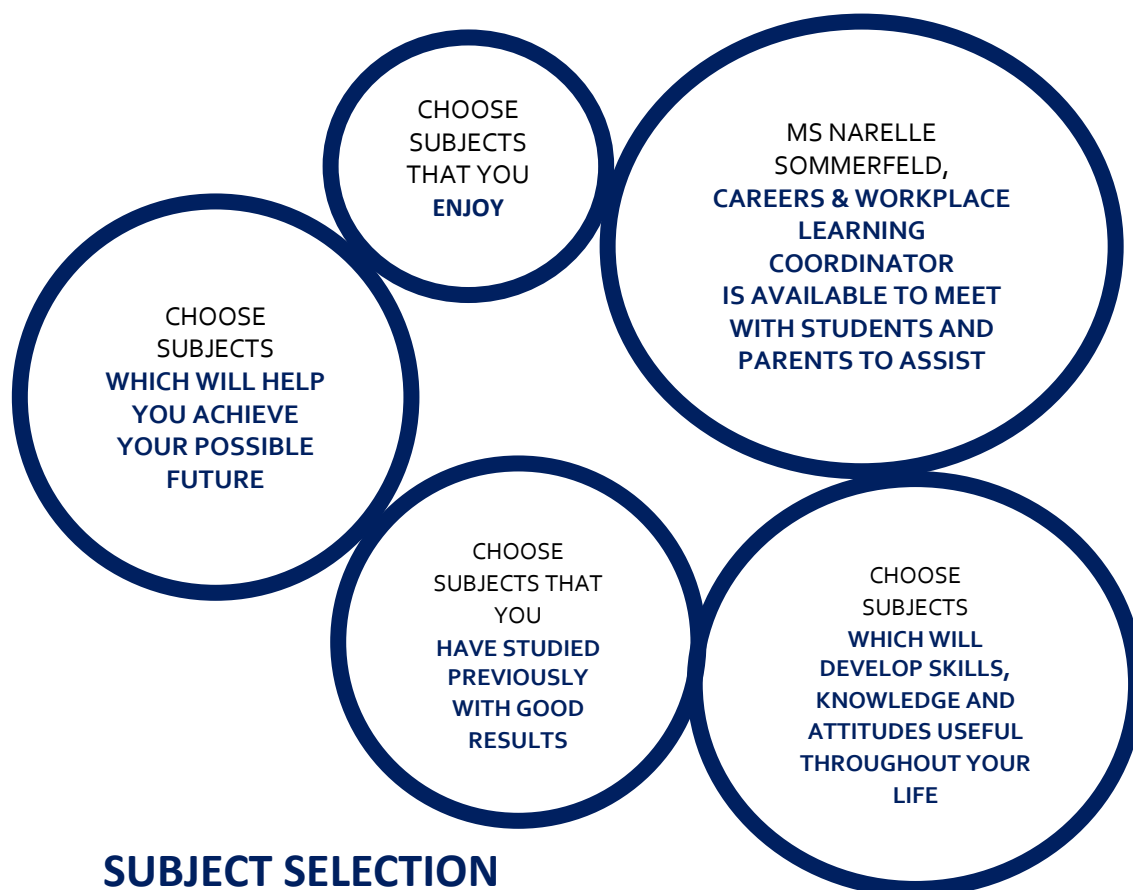 CHOOSE
SUBJECTS
THAT YOU
ENJOY
MS NARELLE
SOMMERFELD,
CAREERS & WORKPLACE
LEARNING
COORDINATOR
IS AVAILABLE TO MEET
WITH STUDENTS AND
PARENTS TO ASSIST
CHOOSE
SUBJECTS
WHICH WILL HELP
YOU ACHIEVE
YOUR POSSIBLE
FUTURE
CHOOSE
SUBJECTS THAT
YOU
HAVE STUDIED
PREVIOUSLY
WITH GOOD
RESULTS
CHOOSE
SUBJECTS
WHICH WILL
DEVELOP SKILLS,
KNOWLEDGE AND
ATTITUDES USEFUL
THROUGHOUT YOUR
LIFE
SUBJECT SELECTION